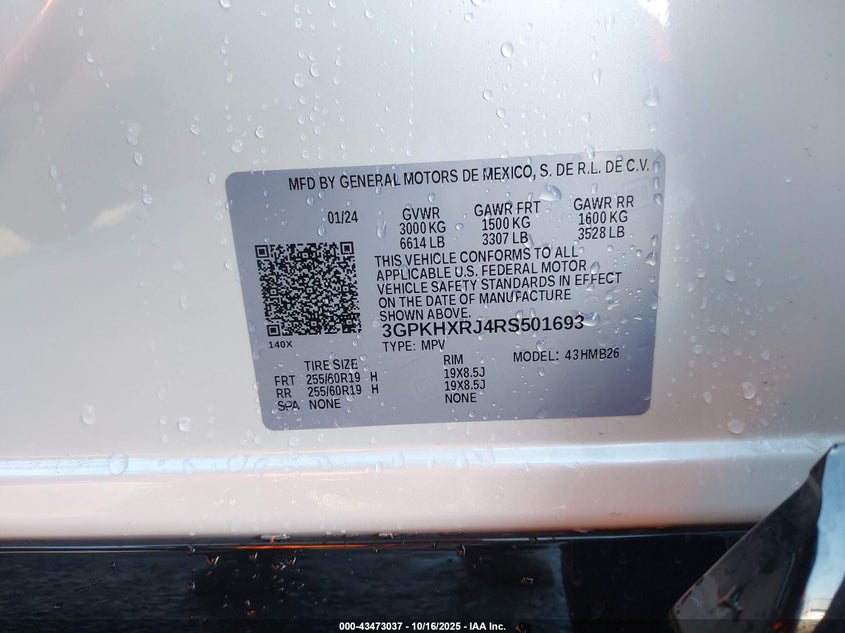 MFD BY GENERAL MOTORS DE MEXICO, S. DE R.L. DE C.V.
01/24 GVWR GAWR FRT GAWR RR
3000 KG 1500 KG 1600 KG
6614 LB 3307 LB 3528 LB
THIS VEHICLE CONFORMS TO ALL
APPLICABLE U.S. FEDERAL MOTOR
VEHICLE SAFETY STANDARDS IN EFFECT
ON THE DATE OF MANUFACTURE
SHOWN ABOVE.
3GPKHXRJ4RS501693
140X TYPE: MPV MODEL: 43HMB26
TIRE SIZE RIM
FRT 255/60R19 H 19X8.5J
RR 255/60R19 H 19X8.5J
SPA NONE NONE
000-43473037 - 10/16/2025 - IAA Inc.